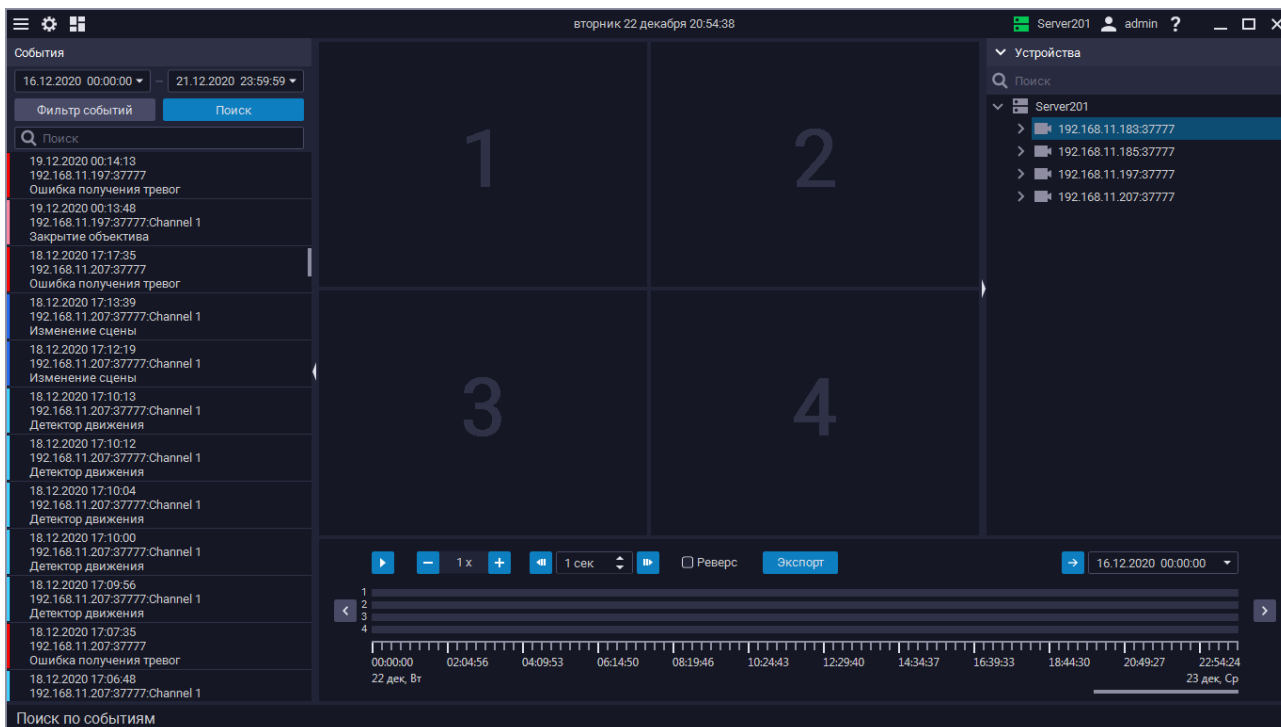 вторник 22 декабря 20:54:38
Server201
admin
?
События
16.12.2020 00:00:00
–
21.12.2020 23:59:59
Фильтр событий
Поиск
Поиск
19.12.2020 00:14:13
192.168.11.197:37777
Ошибка получения тревог
19.12.2020 00:13:48
192.168.11.197:37777:Channel 1
Закрытие объектива
18.12.2020 17:17:35
192.168.11.207:37777
Ошибка получения тревог
18.12.2020 17:13:39
192.168.11.207:37777:Channel 1
Изменение сцены
18.12.2020 17:12:19
192.168.11.207:37777:Channel 1
Изменение сцены
18.12.2020 17:10:13
192.168.11.207:37777:Channel 1
Детектор движения
18.12.2020 17:10:12
192.168.11.207:37777:Channel 1
Детектор движения
18.12.2020 17:10:04
192.168.11.207:37777:Channel 1
Детектор движения
18.12.2020 17:10:00
192.168.11.207:37777:Channel 1
Детектор движения
18.12.2020 17:09:56
192.168.11.207:37777:Channel 1
Детектор движения
18.12.2020 17:07:35
192.168.11.207:37777
Ошибка получения тревог
18.12.2020 17:06:48
192.168.11.207:37777:Channel 1
1
2
3
4
Устройства
Поиск
Server201
192.168.11.183:37777
192.168.11.185:37777
192.168.11.197:37777
192.168.11.207:37777
1 x
1 сек
Реверс
Экспорт
16.12.2020 00:00:00
1
2
3
4
00:00:00 02:04:56 04:09:53 06:14:50 08:19:46 10:24:43 12:29:40 14:34:37 16:39:33 18:44:30 20:49:27 22:54:24
22 дек, Вт
23 дек, Ср
Поиск по событиям